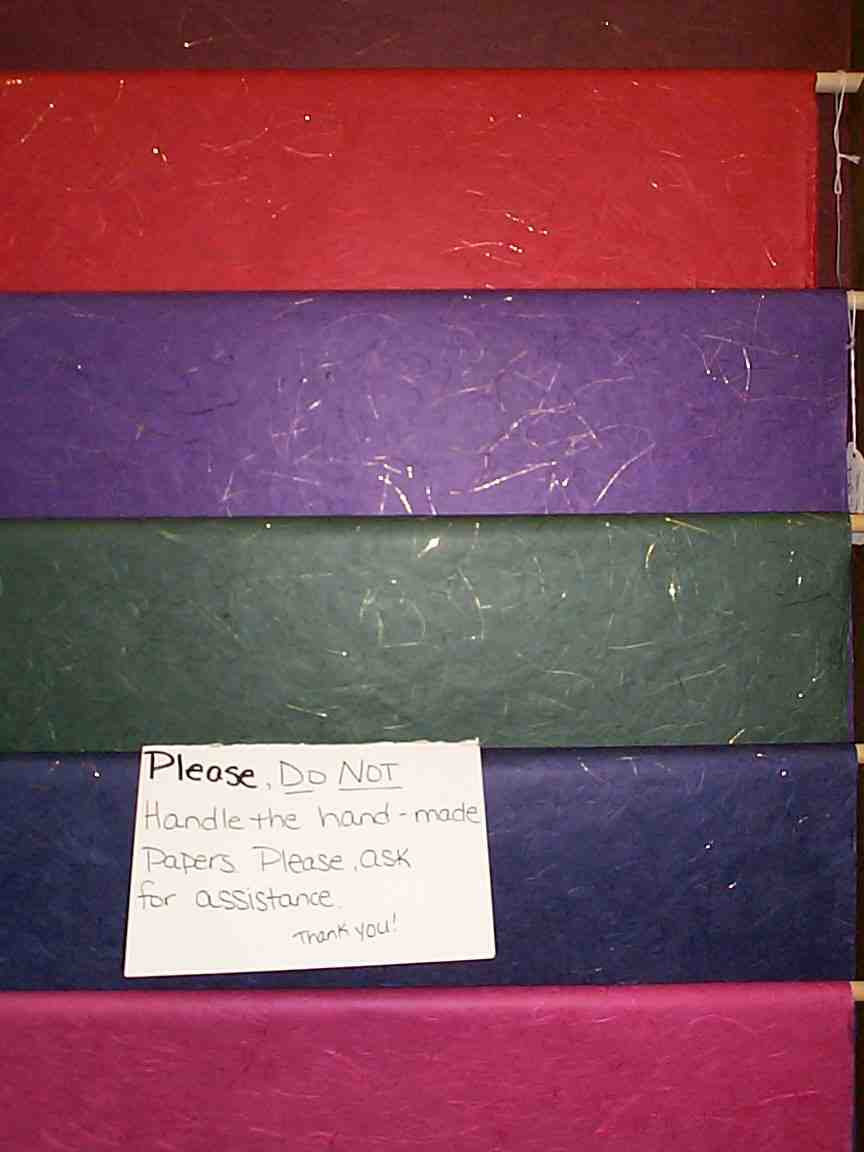 Please, Do NOT
Handle the hand-made
Papers. Please, ask
for assistance.
Thank you!